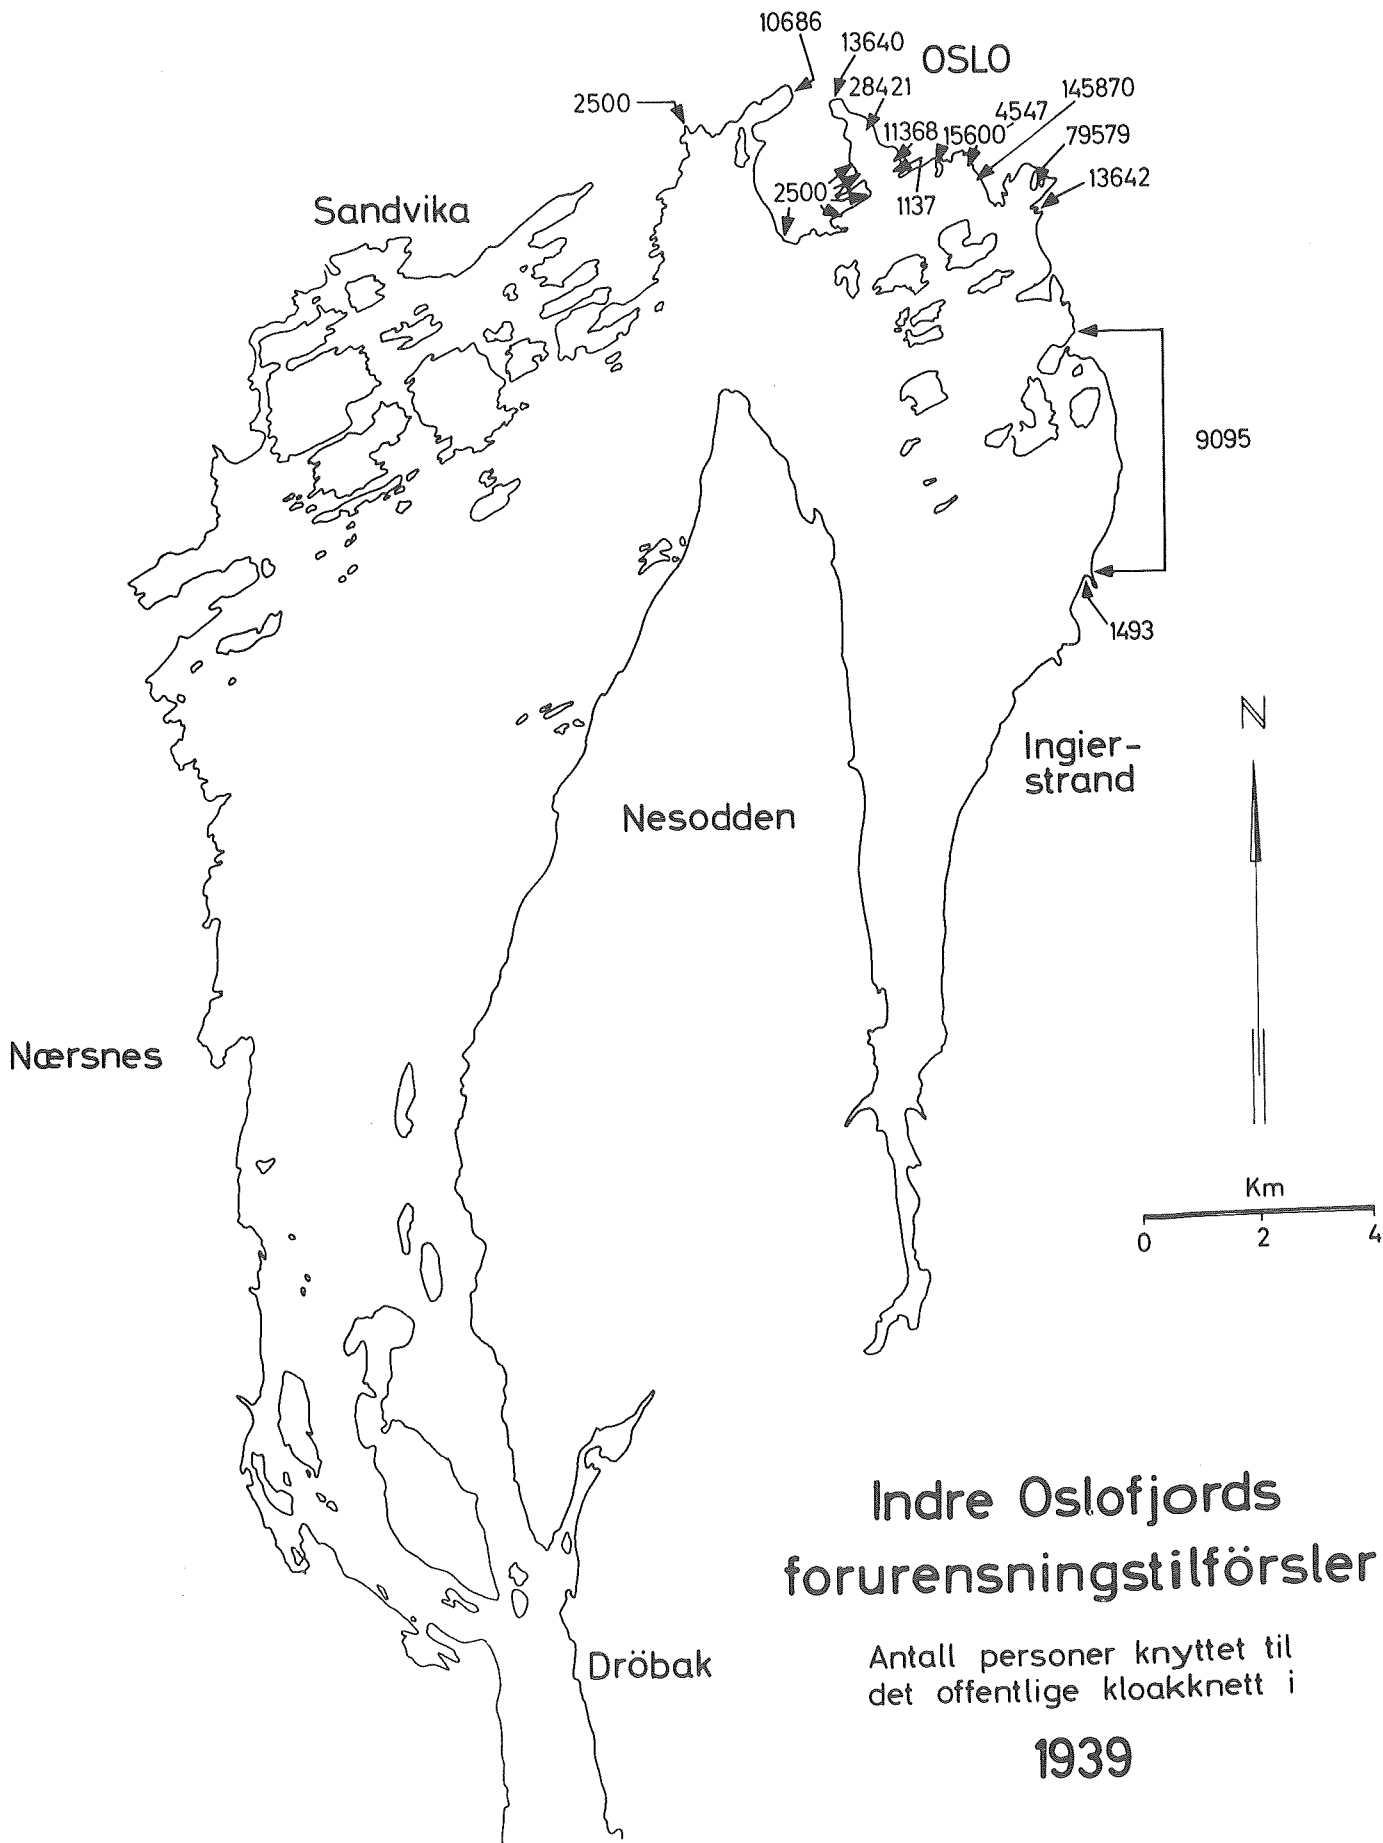 10686
13640
OSLO
2500
28421
145870
4547
11368
15600
79579
2500
1137
13642
Sandvika
9095
1493
N
Ingier-
strand
Nesodden
Nærsnes
Km
0 2 4
Indre Oslofjords
forurensningstilförsler
Dröbak
Antall personer knyttet til
det offentlige kloakknett i
1939